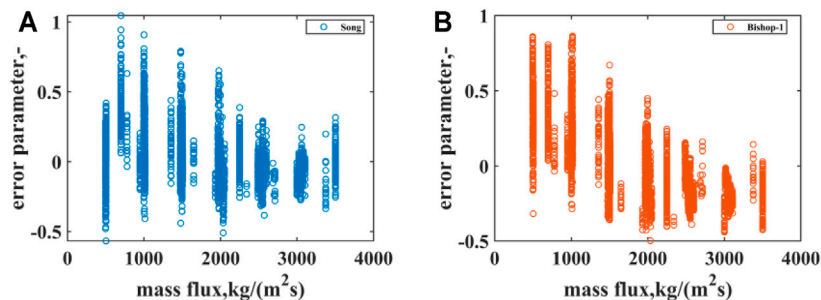 A
1
0.5
0
-0.5
0
1000
2000
3000
4000
error parameter,-
mass flux,kg/(m²s)
Song
B
1
0.5
0
-0.5
0
1000
2000
3000
4000
error parameter,-
mass flux,kg/(m²s)
Bishop-1